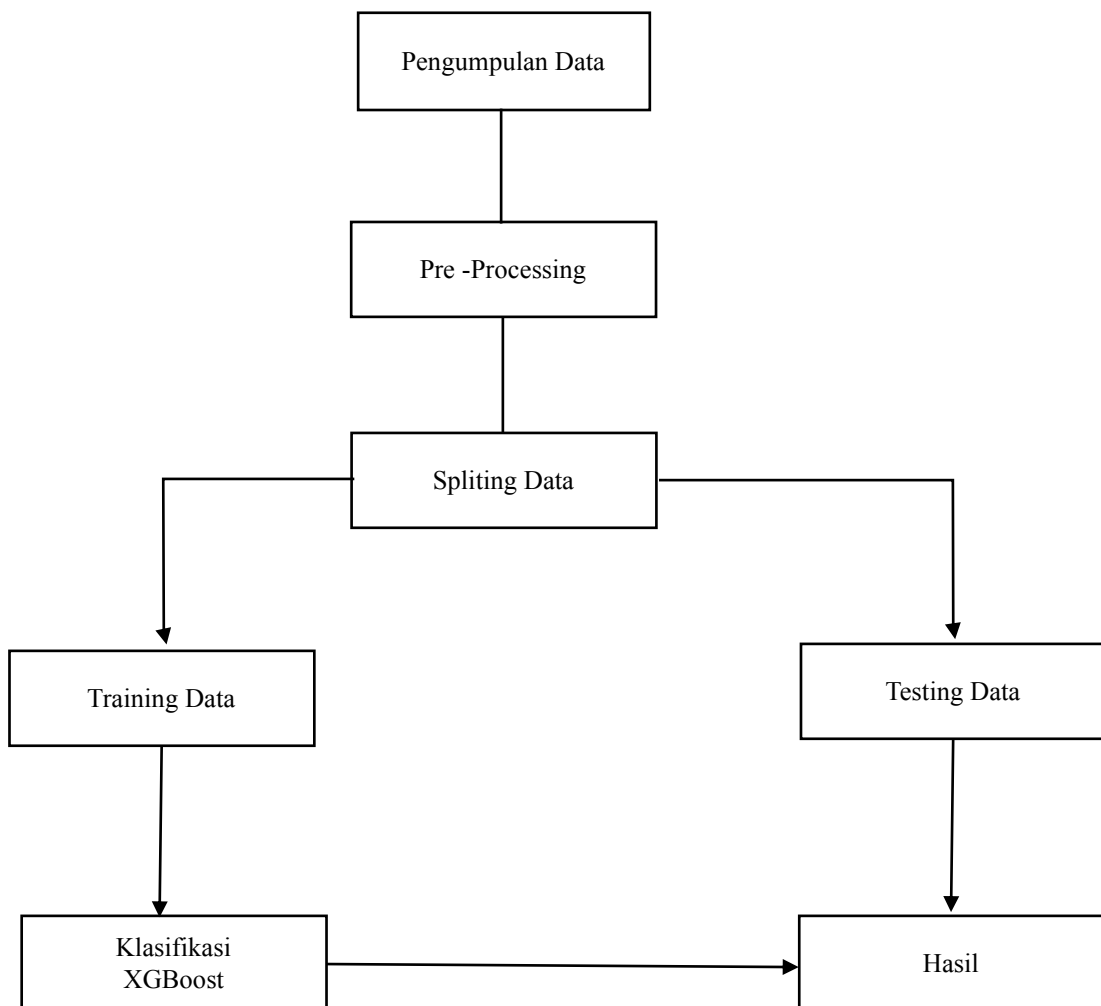 Pengumpulan Data
Pre -Processing
Spliting Data
Training Data
Testing Data
Klasifikasi
XGBoost
Hasil